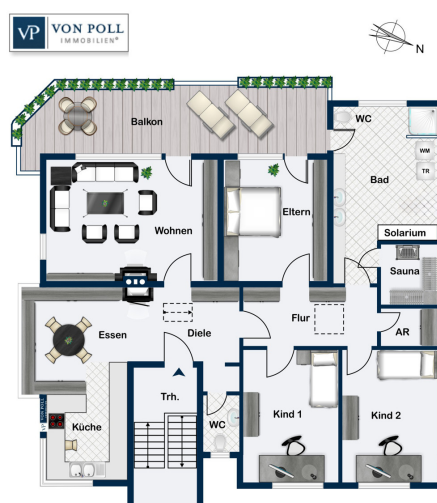 VP VON POLL
IMMOBILIEN®
N
Balkon
WC
WM
TR
Bad
Eltern
Wohnen
Solarium
Sauna
Essen
Diele
Flur
AR
Trh.
Kind 1
Kind 2
Küche
WC